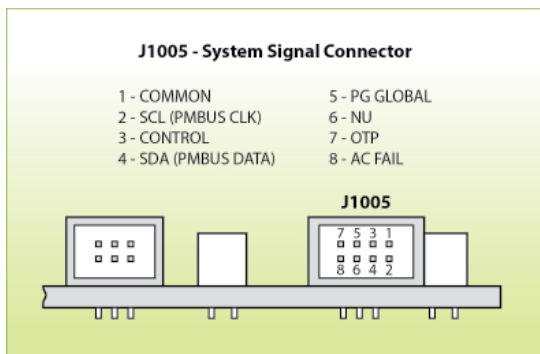 J1005 - System Signal Connector
1 - COMMON
2 - SCL (PMBUS CLK)
3 - CONTROL
4 - SDA (PMBUS DATA)
5 - PG GLOBAL
6 - NU
7 - OTP
8 - AC FAIL
J1005
7 5 3 1
8 6 4 2